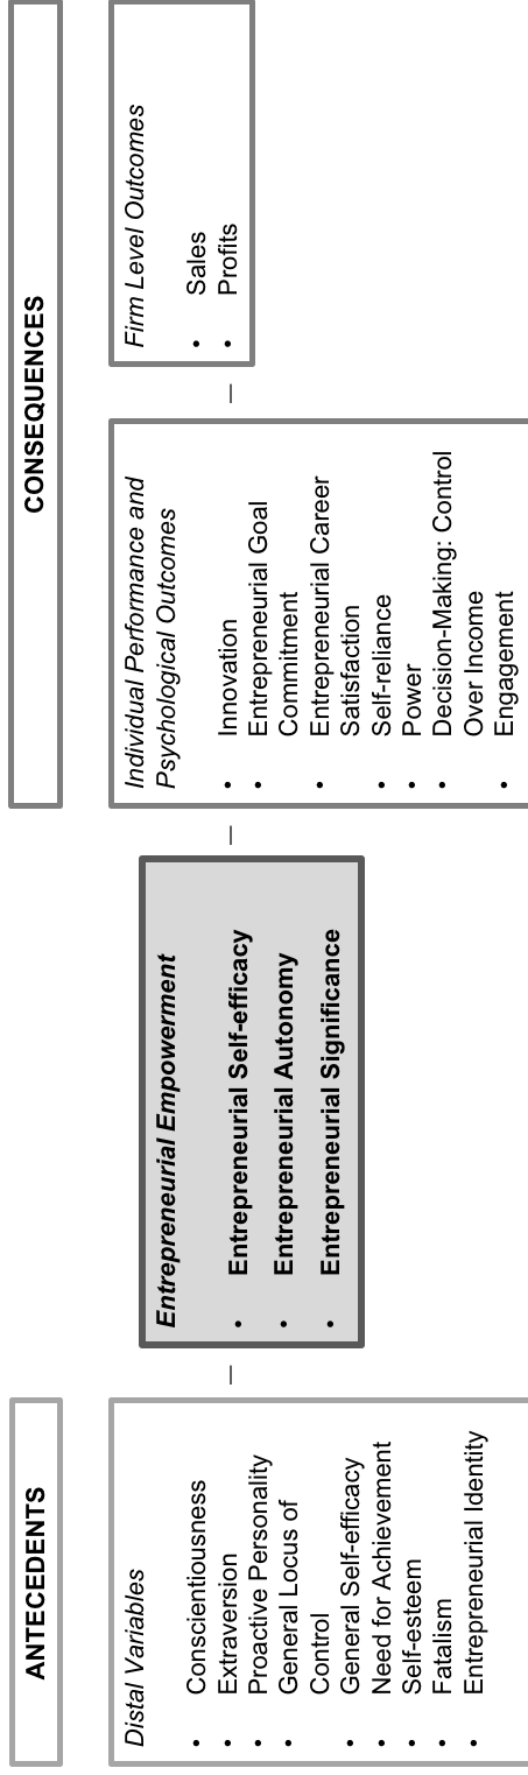 ANTECEDENTS
CONSEQUENCES
Distal Variables
• Conscientiousness
• Extraversion
• Proactive Personality
• General Locus of
Control
• General Self-efficacy
• Need for Achievement
• Self-esteem
• Fatalism
• Entrepreneurial Identity
Entrepreneurial Empowerment
• Entrepreneurial Self-efficacy
• Entrepreneurial Autonomy
• Entrepreneurial Significance
Individual Performance and
Psychological Outcomes
• Innovation
• Entrepreneurial Goal
Commitment
• Entrepreneurial Career
Satisfaction
• Self-reliance
• Power
• Decision-Making: Control
Over Income
• Engagement
Firm Level Outcomes
• Sales
• Profits